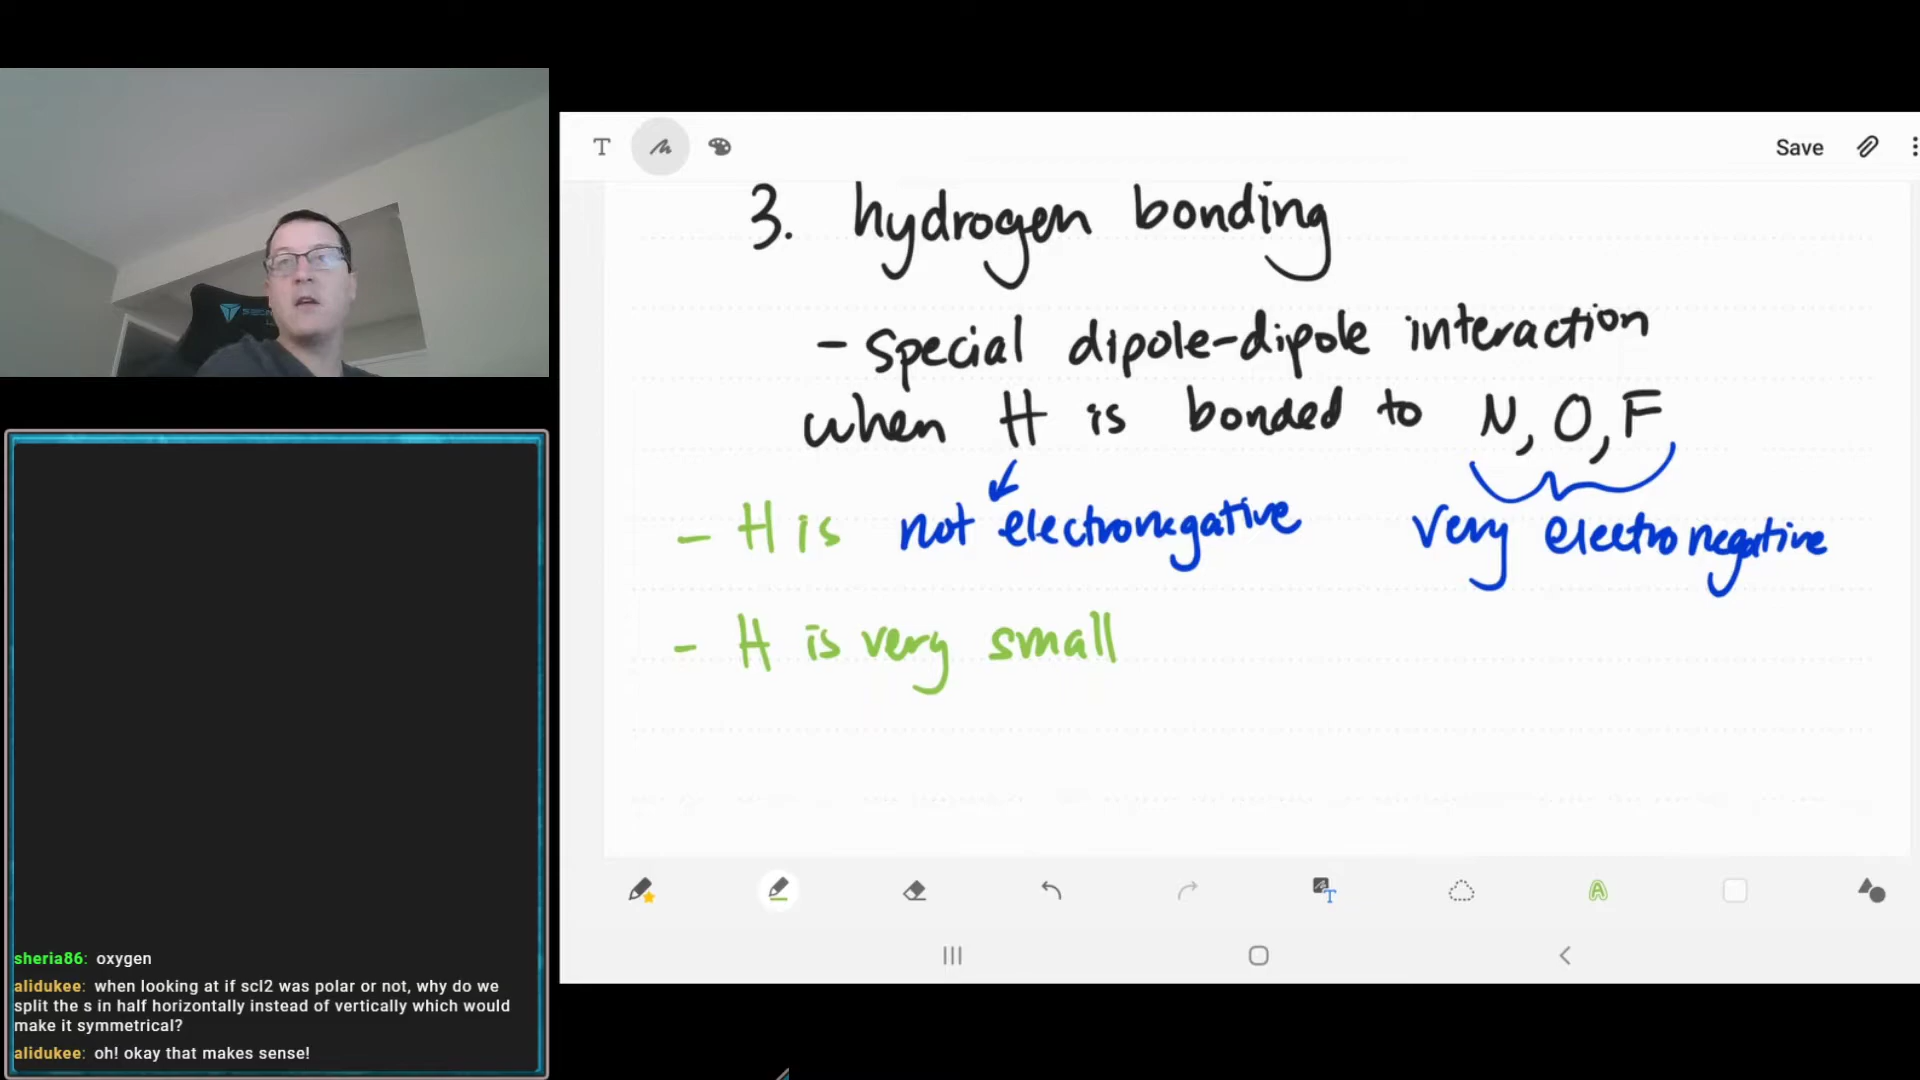 T
Save
3. hydrogen bonding
- special dipole-dipole interaction
when H is bonded to N, O, F
- H is not electronegative very electronegative
- H is very small
sheria86: oxygen
alidukee: when looking at if scl2 was polar or not, why do we
split the s in half horizontally instead of vertically which would
make it symmetrical?
alidukee: oh! okay that makes sense!